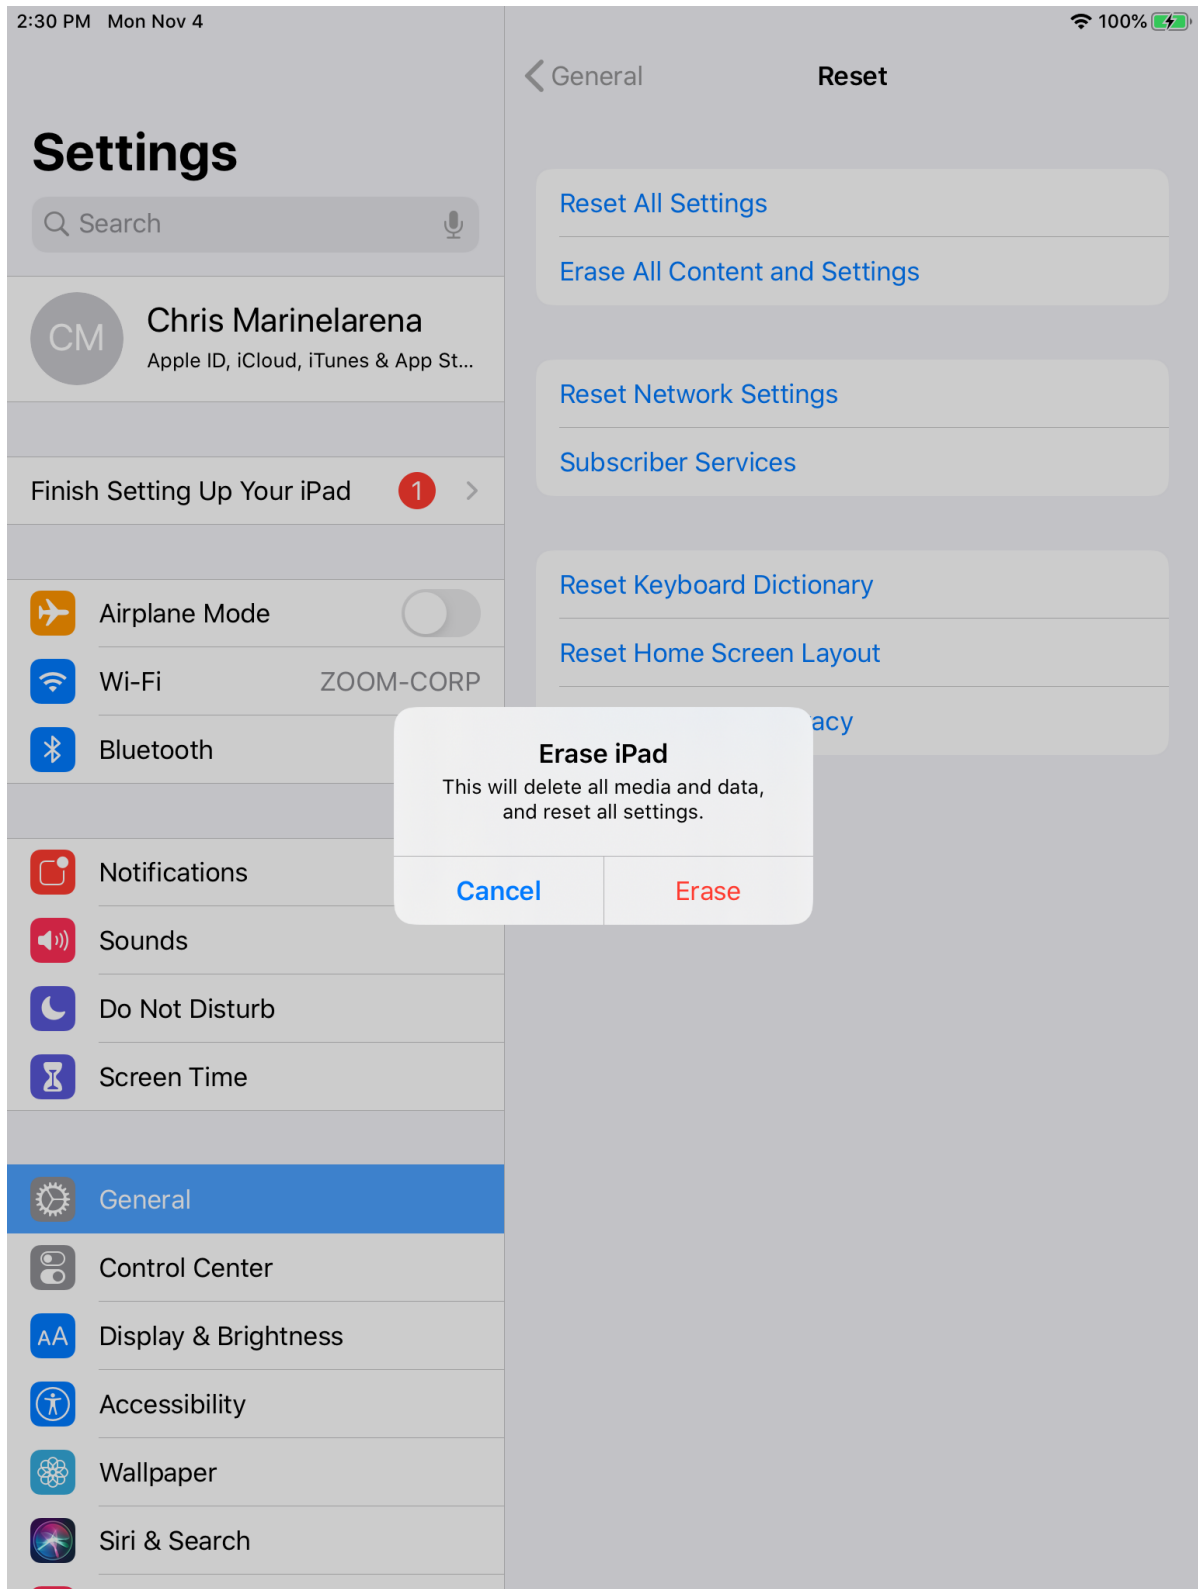 2:30 PM Mon Nov 4
100%
Settings
Search
CM
Chris Marinelarena
Apple ID, iCloud, iTunes & App St...
Finish Setting Up Your iPad 1
Airplane Mode
Wi-Fi ZOOM-CORP
Bluetooth
Notifications
Sounds
Do Not Disturb
Screen Time
General
Control Center
AA
Display & Brightness
Accessibility
Wallpaper
Siri & Search
General
Reset
Reset All Settings
Erase All Content and Settings
Reset Network Settings
Subscriber Services
Reset Keyboard Dictionary
Reset Home Screen Layout
acy
Erase iPad
This will delete all media and data,
and reset all settings.
Cancel Erase